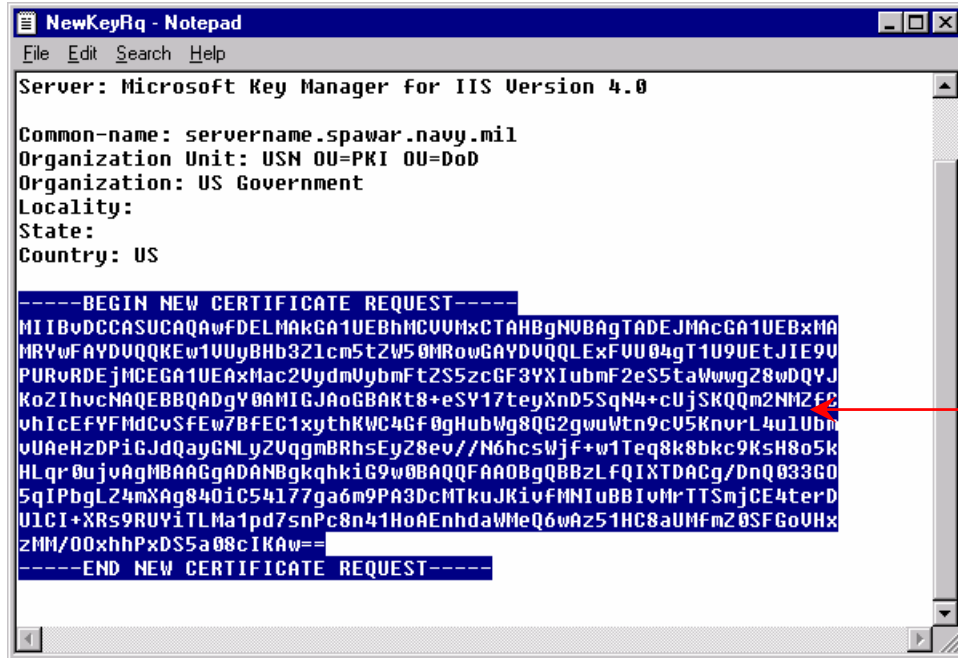 NewKeyRq - Notepad
File Edit Search Help
Server: Microsoft Key Manager for IIS Version 4.0
Common-name: servername.spawar.navy.mil
Organization Unit: USN OU=PKI OU=DoD
Organization: US Government
Locality:
State:
Country: US
-----BEGIN NEW CERTIFICATE REQUEST-----
MIIBvDCCASUCAQAwfDELMAkGA1UEBhMCVVMxCTAHBgNVBAgTADEJMAcGA1UEBxMA
MRYwFAYDVQQKEw1VUyBHb3Zlcm5tZW50MRowGAYDVQQLExFVU04gT1U9UEtJIE9V
PURvRDEjMCEGA1UEAxMac2VydmVybmFtZS5zcGF3YXIubmF2eS5taWwwgZ8wDQYJ
KoZIhvcNAQEBBQADgY0AMIGJAoGBAKt8+eSY17teyXnD5SqN4+cUjSKQQm2NMZfC
vhIcEfYFMdCvSfEw7BfEC1xythKWC4Gf0gHubWg8QG2gwuWtn9cV5KnvrL4ulUbm
vUAeHzDPiGJdQayGNLyZVqgmBRhsEyZ8ev//N6hcsWjf+w1Teq8k8bkc9KsH8o5k
HLqr0ujvAgMBAAGgADANBgkqhkiG9w0BAQQFAAOBgQBBzLfQIXTDACg/DnQ033GO
5qIPbgLZ4mXAg84OiC54l77ga6m9PA3DcMTkuJKivfMNIuBBIvMrTTSmjCE4terD
UlCI+XRs9RUYiTLMa1pd7snPc8n41HoAEnhdaWMeQ6wAz51HC8aUMfmZ0SFGoVHx
zMM/OOxhhPxDS5a08cIKAw==
-----END NEW CERTIFICATE REQUEST-----